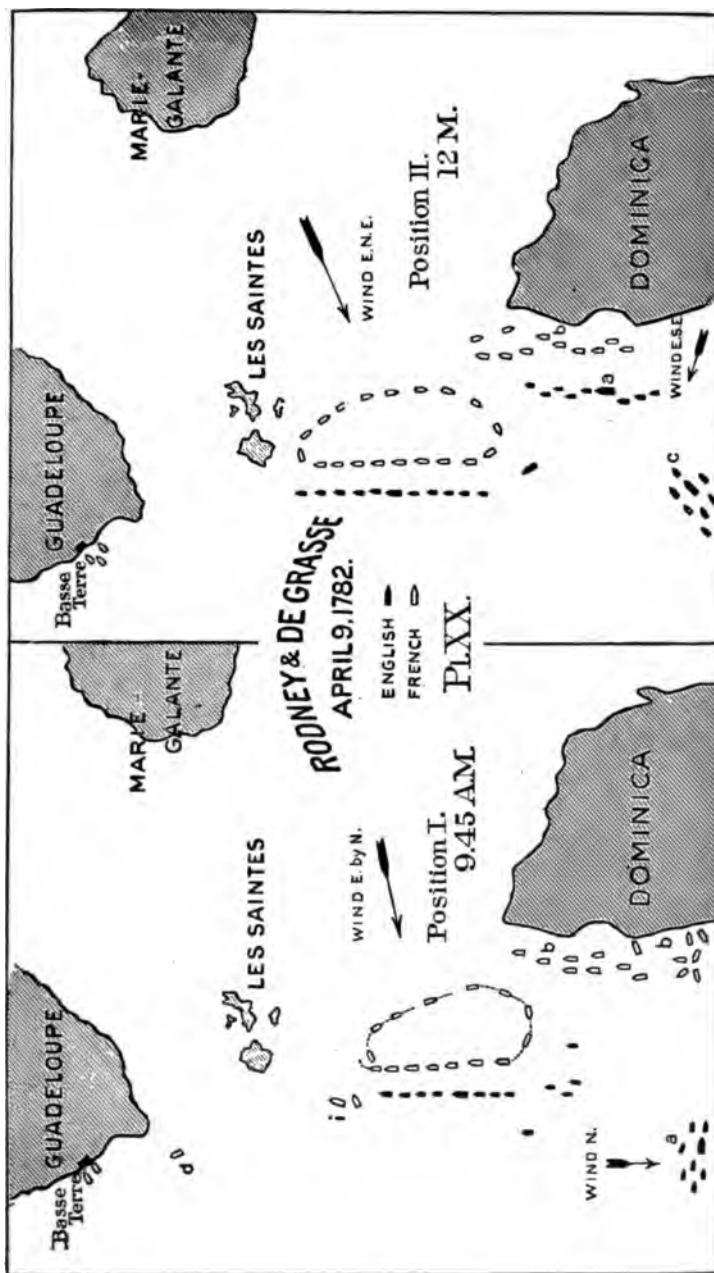 GUADELOUPE
Basse
Terre
d
MARIE-
GALANTE
LES SAINTES
i
WIND E. by N.
Position I.
9.45 A.M.
WIND N.
a
b
b
DOMINICA
RODNEY & DE GRASSE
APRIL 9, 1782.
ENGLISH
FRENCH
Pl.XX.
GUADELOUPE
Basse
Terre
MARIE-
GALANTE
LES SAINTES
WIND E.N.E.
Position II.
12 M.
b
a
WIND E.S.E.
c
DOMINICA